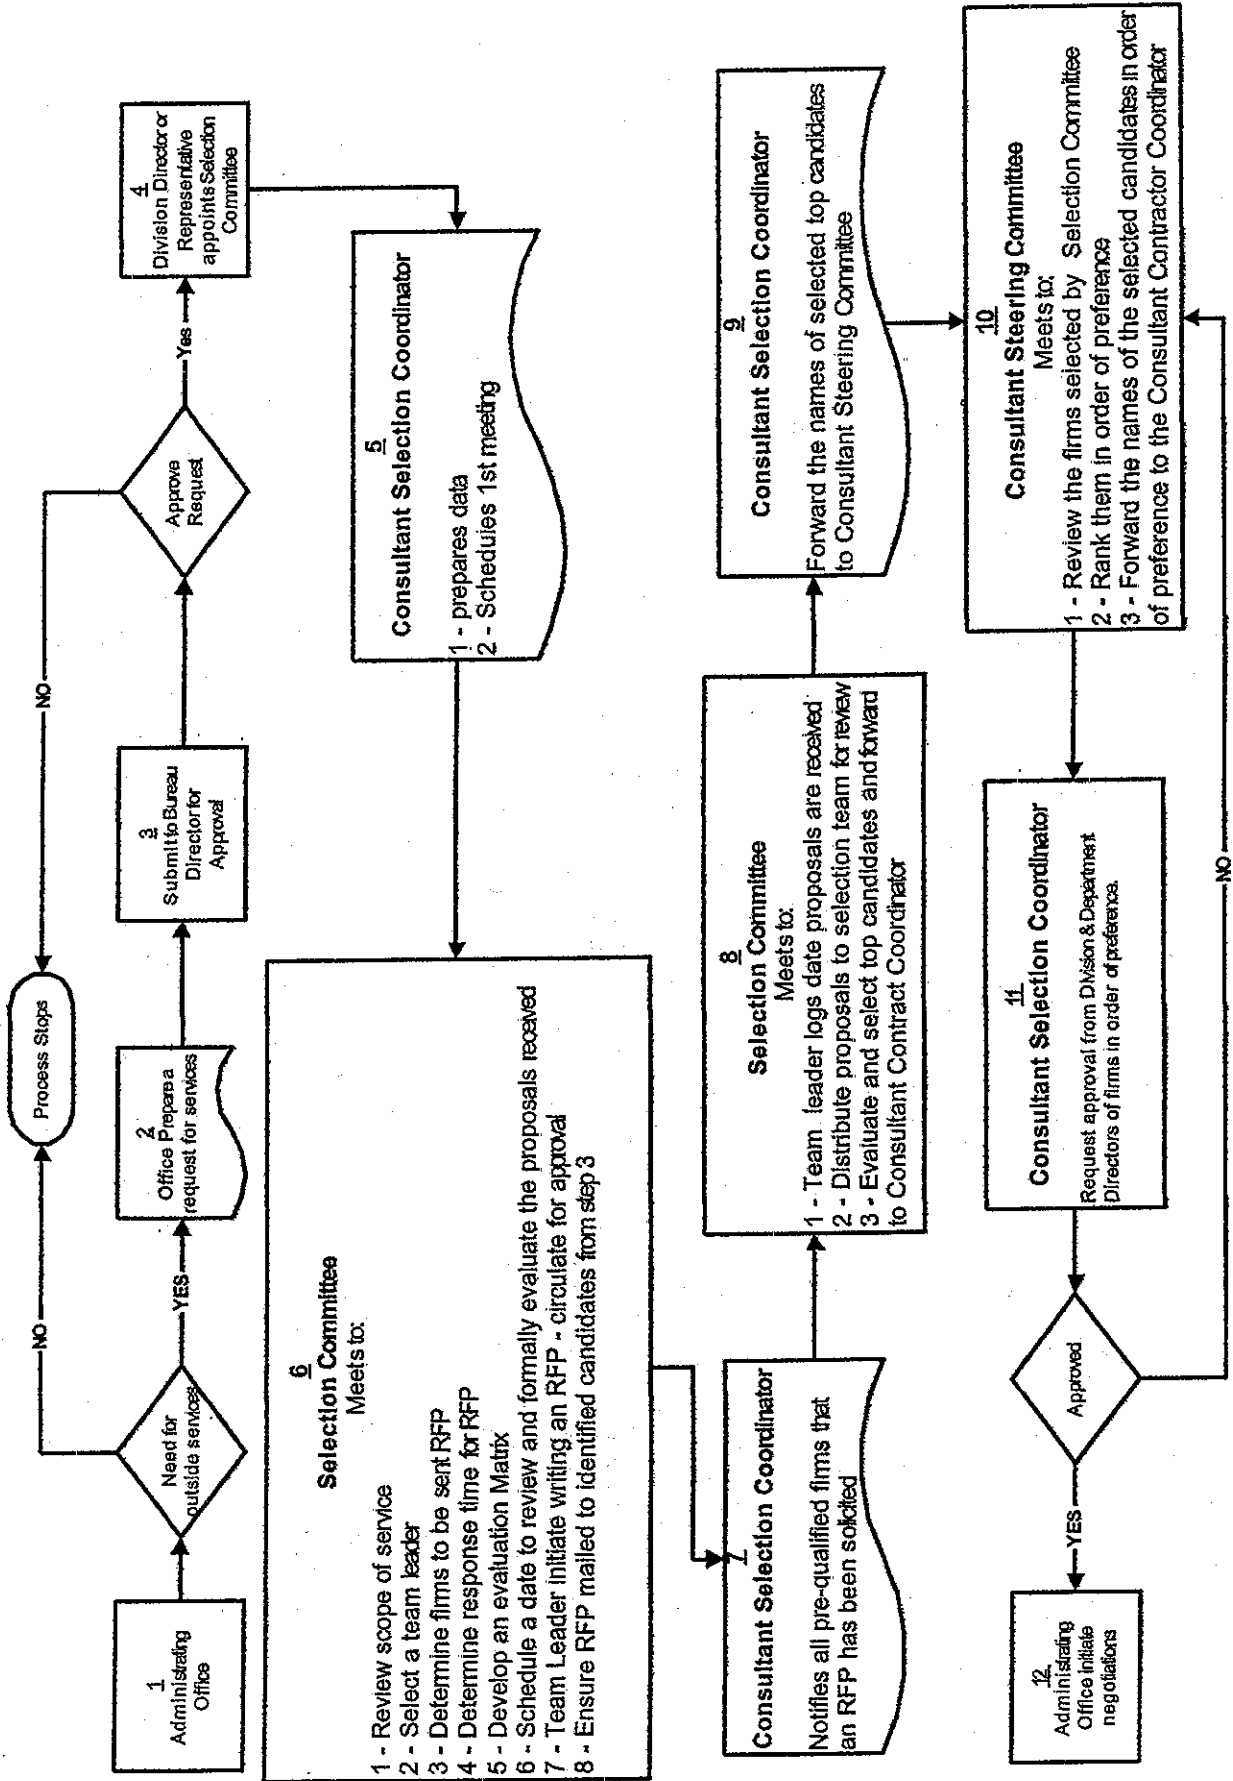 1
Administrating
Office
Need for
outside services
NO
YES
Process Stops
2
Office Prepare a
request for services
3
Submit to Bureau
Director for
Approval
Approve
Request
NO
Yes
4
Division Director or
Representative
appoints Selection
Committee
5
Consultant Selection Coordinator
1 - prepares data
2 - Schedules 1st meeting
6
Selection Committee
Meets to:
1 - Review scope of service
2 - Select a team leader
3 - Determine firms to be sent RFP
4 - Determine response time for RFP
5 - Develop an evaluation Matrix
6 - Schedule a date to review and formally evaluate the proposals received
7 - Team Leader initiate writing an RFP - circulate for approval
8 - Ensure RFP mailed to identified candidates from step 3
7
Consultant Selection Coordinator
Notifies all pre-qualified firms that
an RFP has been solicited
8
Selection Committee
Meets to:
1 - Team leader logs date proposals are received
2 - Distribute proposals to selection team for review
3 - Evaluate and select top candidates and forward
to Consultant Contract Coordinator
9
Consultant Selection Coordinator
Forward the names of selected top candidates
to Consultant Steering Committee
10
Consultant Steering Committee
Meets to:
1 - Review the firms selected by Selection Committee
2 - Rank them in order of preference
3 - Forward the names of the selected candidates in order
of preference to the Consultant Contractor Coordinator
11
Consultant Selection Coordinator
Request approval from Division & Department
Directors of firms in order of preference.
Approved
NO
YES
12
Administrating
Office initiate
negotiations